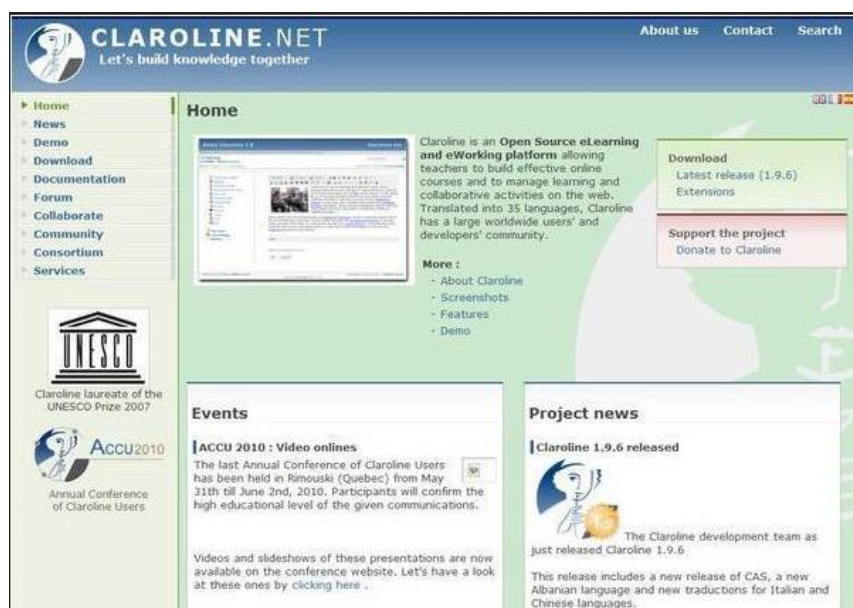 CLAROLINE.NET
Let's build knowledge together
About us Contact Search
Home
News
Demo
Download
Documentation
Forum
Collaborate
Community
Consortium
Services
UNESCO
Claroline laureate of the
UNESCO Prize 2007
ACCU2010
Annual Conference
of Claroline Users
Home
Claroline is an Open Source eLearning
and eWorking platform allowing
teachers to build effective online
courses and to manage learning and
collaborative activities on the web.
Translated into 35 languages, Claroline
has a large worldwide users' and
developers' community.
More :
- About Claroline
- Screenshots
- Features
- Demo
Download
Latest release (1.9.6)
Extensions
Support the project
Donate to Claroline
Events
ACCU 2010 : Video onlines
The last Annual Conference of Claroline Users
has been held in Rimouski (Quebec) from May
31th till June 2nd, 2010. Participants will confirm the
high educational level of the given communications.
Videos and slideshows of these presentations are now
available on the conference website. Let's have a look
at these ones by clicking here .
Project news
Claroline 1.9.6 released
The Claroline development team as
just released Claroline 1.9.6
This release includes a new release of CAS, a new
Albanian language and new traductions for Italian and
Chinese languages.